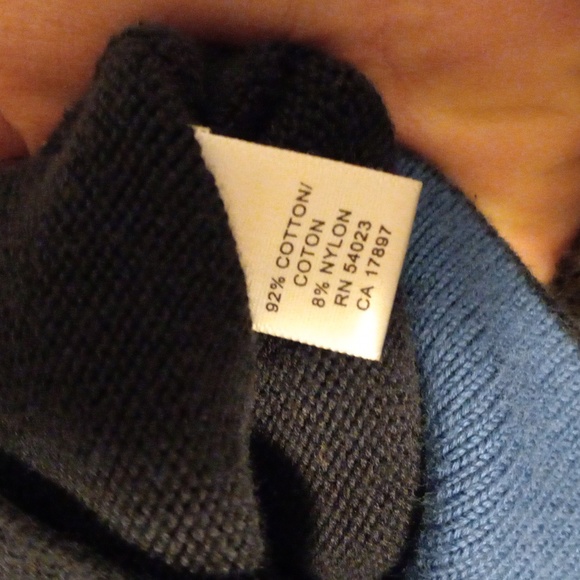 92% COTTON/
COTON
8% NYLON
RN 54023
CA 17897